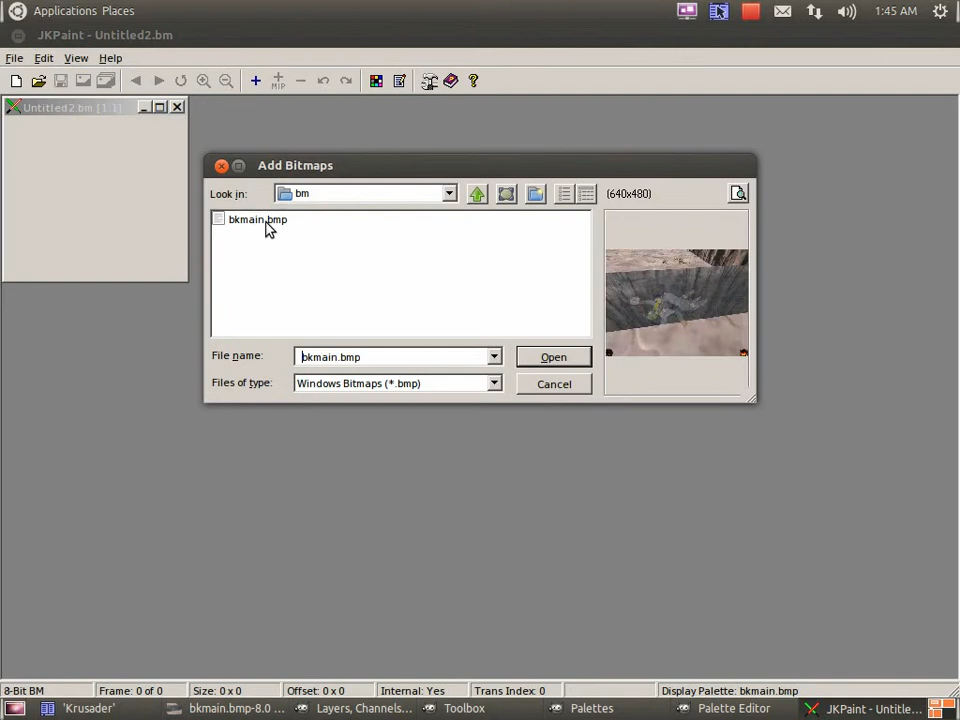 Applications Places
1:45 AM
JKPaint - Untitled2.bm
File Edit View Help
MIP
Untitled2.bm [1:1]
Add Bitmaps
Look in: bm
(640x480)
bkmain.bmp
File name: bkmain.bmp
Open
Files of type: Windows Bitmaps (*.bmp)
Cancel
8-Bit BM
Frame: 0 of 0
Size: 0 x 0
Offset: 0 x 0
Internal: Yes
Trans Index: 0
Display Palette: bkmain.bmp
'Krusader'
bkmain.bmp-8.0 ...
Layers, Channels...
Toolbox
Palettes
Palette Editor
JKPaint - Untitle...